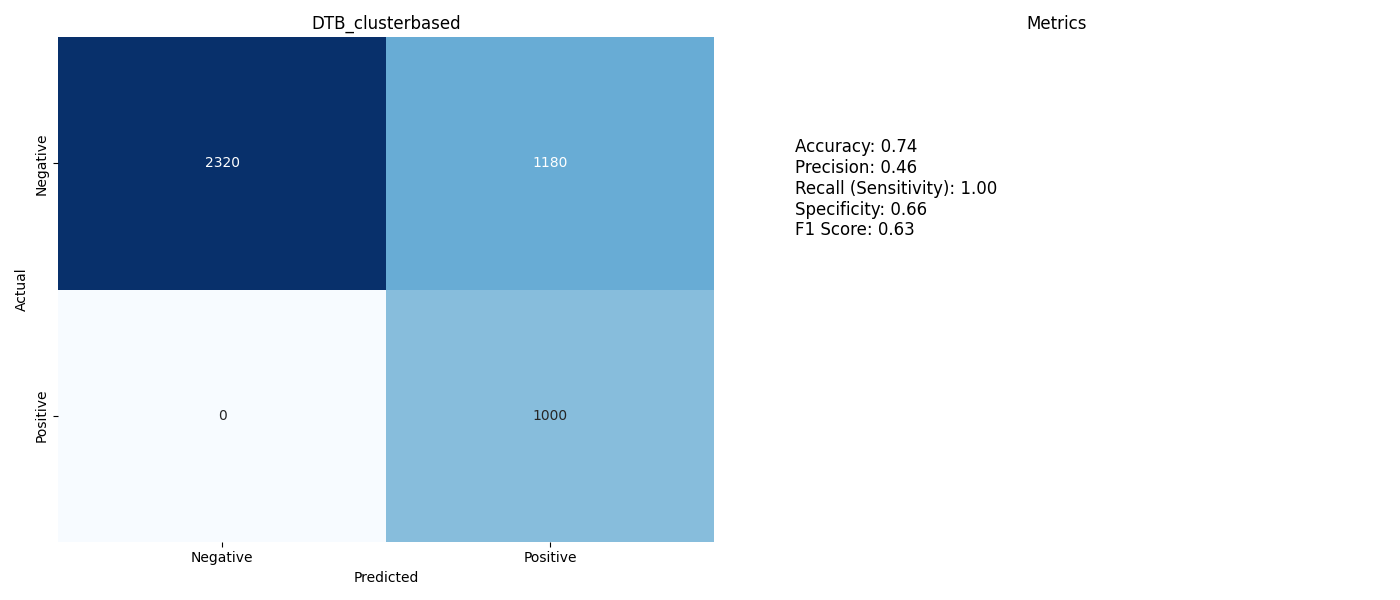 DTB_clusterbased
Negative
2320
1180
Actual
Positive
0
1000
Negative
Positive
Predicted
Metrics
Accuracy: 0.74
Precision: 0.46
Recall (Sensitivity): 1.00
Specificity: 0.66
F1 Score: 0.63